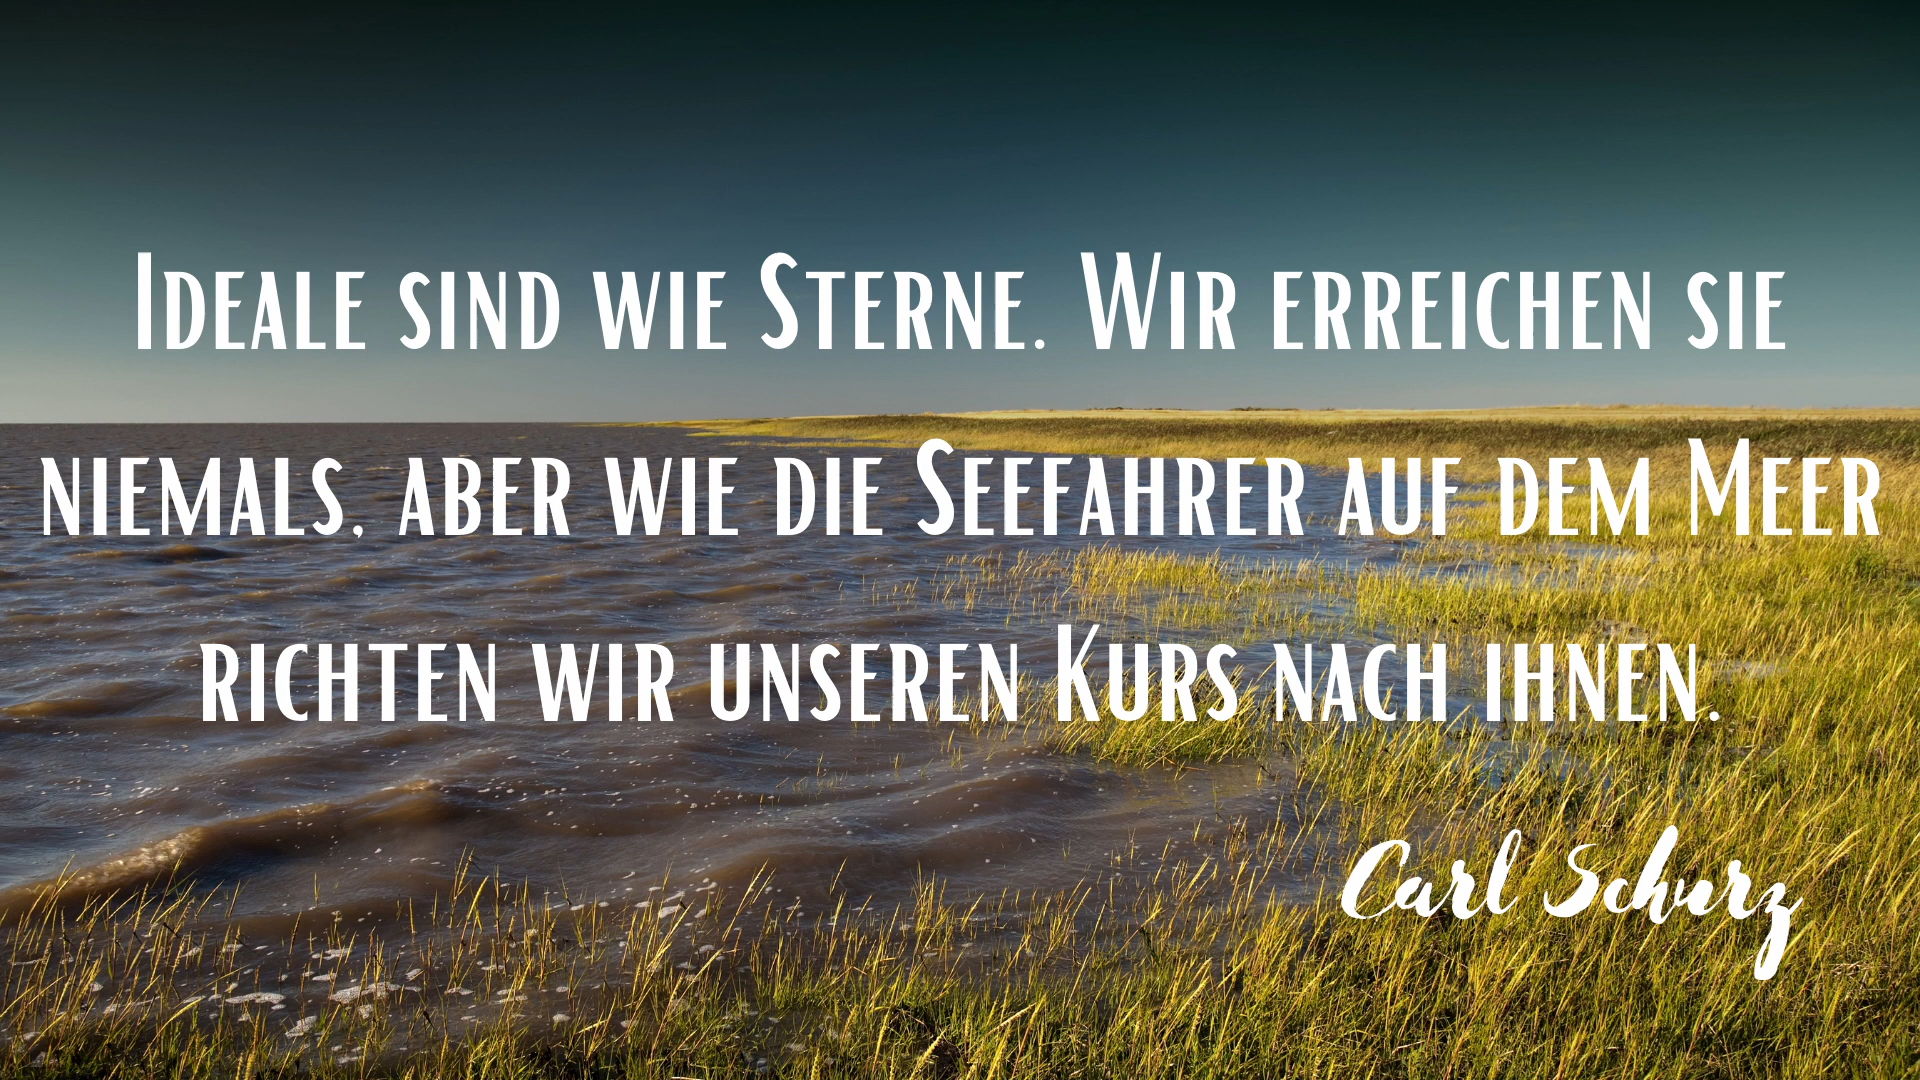 Ideale sind wie Sterne. Wir erreichen sie
niemals, aber wie die Seefahrer auf dem Meer
richten wir unseren Kurs nach ihnen.
Carl Schurz